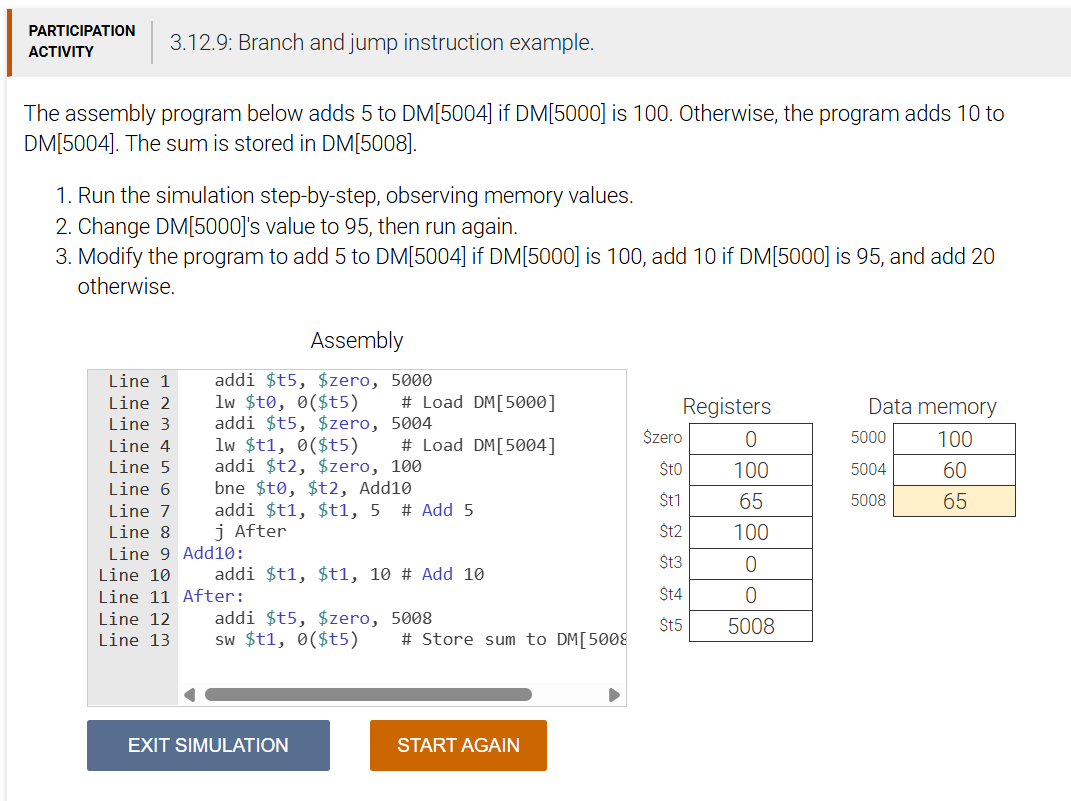 PARTICIPATION
ACTIVITY
3.12.9: Branch and jump instruction example.
The assembly program below adds 5 to DM[5004] if DM[5000] is 100. Otherwise, the program adds 10 to
DM[5004]. The sum is stored in DM[5008].
1. Run the simulation step-by-step, observing memory values.
2. Change DM[5000]'s value to 95, then run again.
3. Modify the program to add 5 to DM[5004] if DM[5000] is 100, add 10 if DM[5000] is 95, and add 20
otherwise.
Assembly
Line 1 addi $t5, $zero, 5000
Line 2 lw $t0, 0($t5) # Load DM[5000]
Line 3 addi $t5, $zero, 5004
Line 4 lw $t1, 0($t5) # Load DM[5004]
Line 5 addi $t2, $zero, 100
Line 6 bne $t0, $t2, Add10
Line 7 addi $t1, $t1, 5 # Add 5
Line 8 j After
Line 9 Add10:
Line 10 addi $t1, $t1, 10 # Add 10
Line 11 After:
Line 12 addi $t5, $zero, 5008
Line 13 sw $t1, 0($t5) # Store sum to DM[5008
Registers
$zero 0
$t0 100
$t1 65
$t2 100
$t3 0
$t4 0
$t5 5008
Data memory
5000 100
5004 60
5008 65
EXIT SIMULATION
START AGAIN